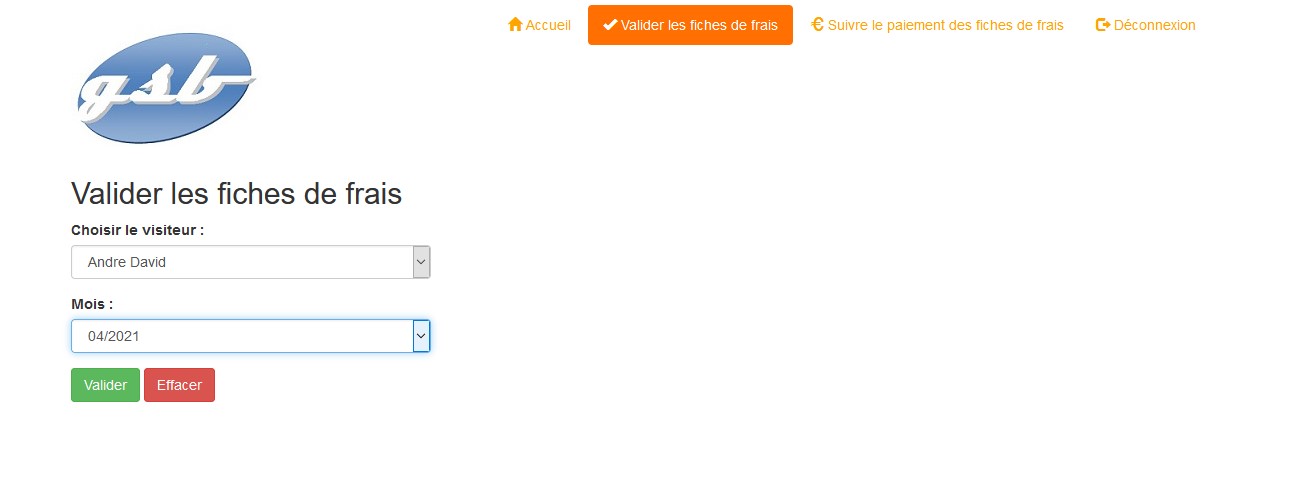 Accueil Valider les fiches de frais Suivre le paiement des fiches de frais Déconnexion
gsb
Valider les fiches de frais
Choisir le visiteur :
Andre David
Mois :
04/2021
Valider Effacer